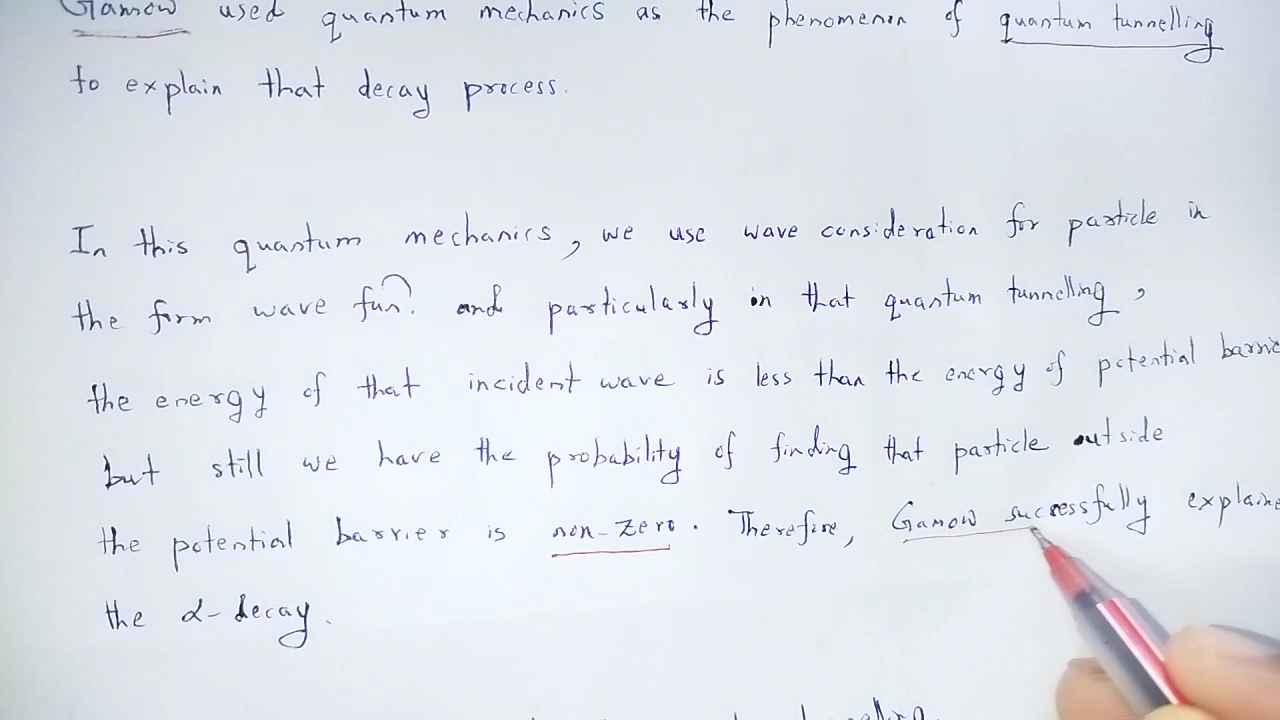 Gamow used quantum mechanics as the phenomenon of quantum tunnelling
to explain that decay process.
In this quantum mechanics, we use wave consideration for particle in
the form wave fun. and particularly in that quantum tunnelling,
the energy of that incident wave is less than the energy of potential barrie
but still we have the probability of finding that particle outside
the potential barrier is non-zero. Therefore, Gamow successfully explaine
the α-decay.